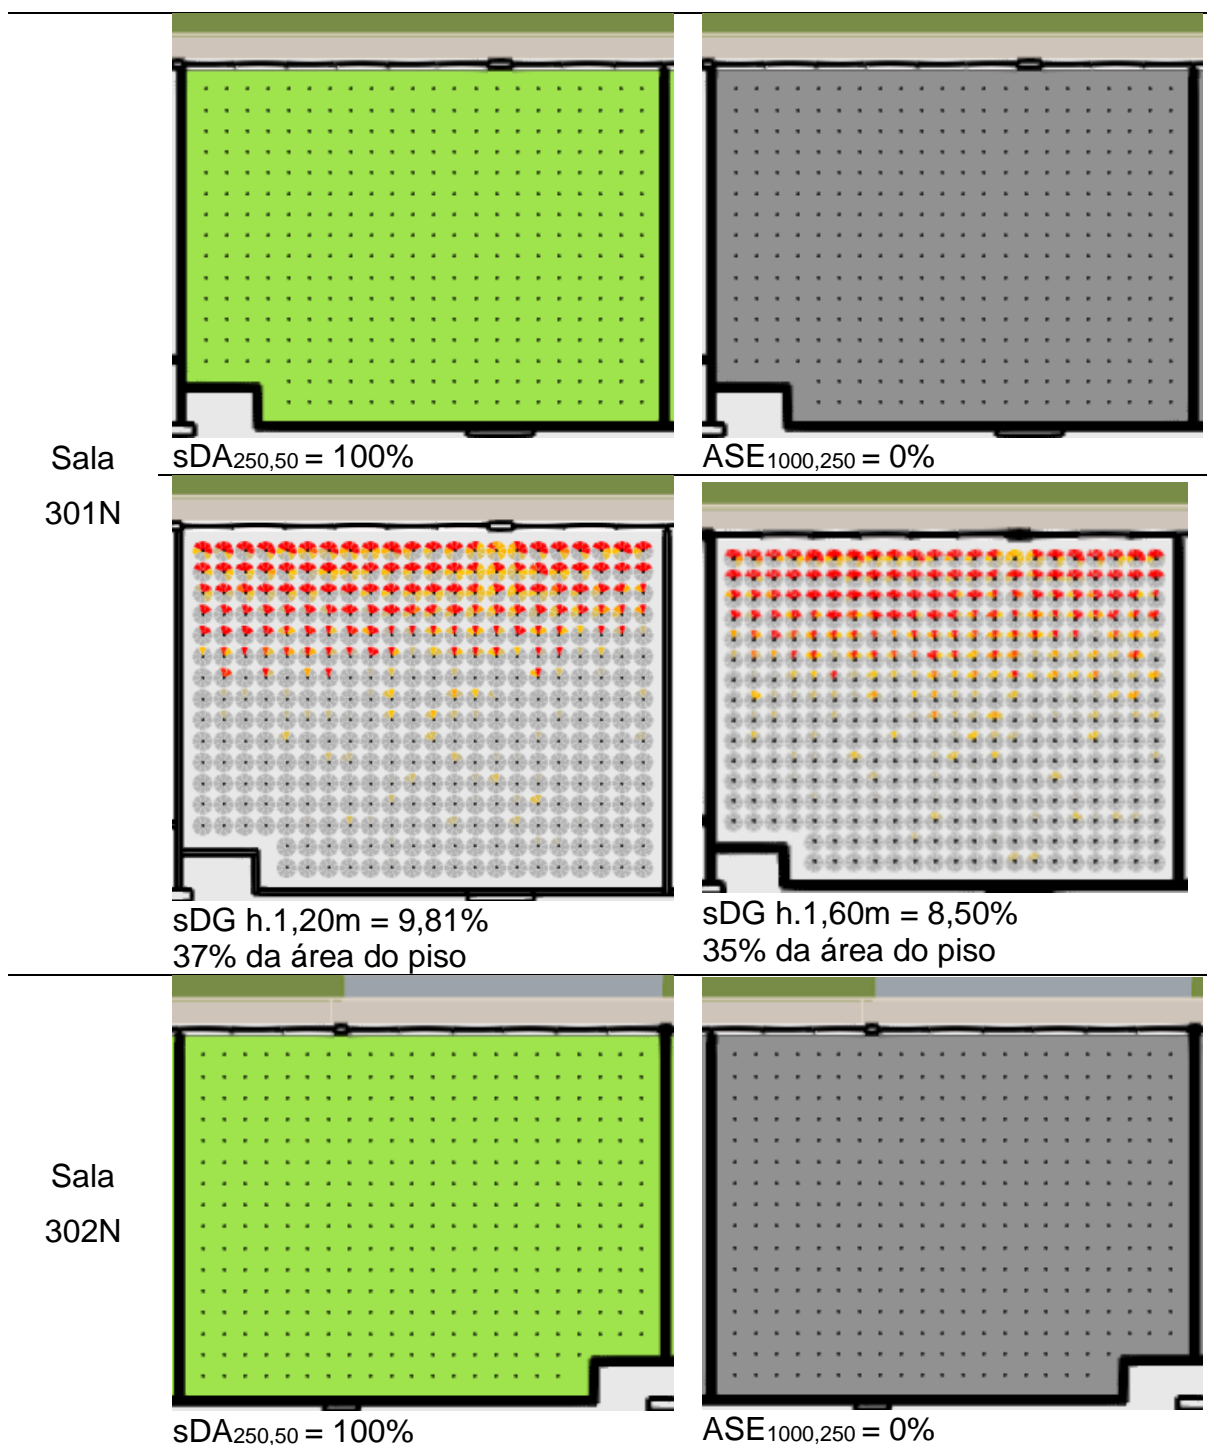 sDA250,50 = 100%
ASE1000,250 = 0%
Sala
301N
sDG h.1,20m = 9,81%
37% da área do piso
sDG h.1,60m = 8,50%
35% da área do piso
Sala
302N
sDA250,50 = 100%
ASE1000,250 = 0%